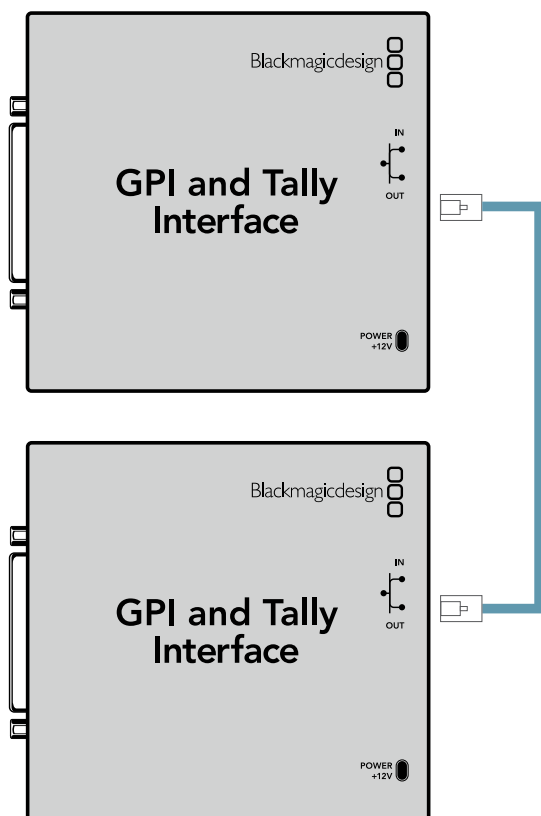 Blackmagicdesign
IN
OUT
GPI and Tally
Interface
POWER
+12V
Blackmagicdesign
IN
OUT
GPI and Tally
Interface
POWER
+12V